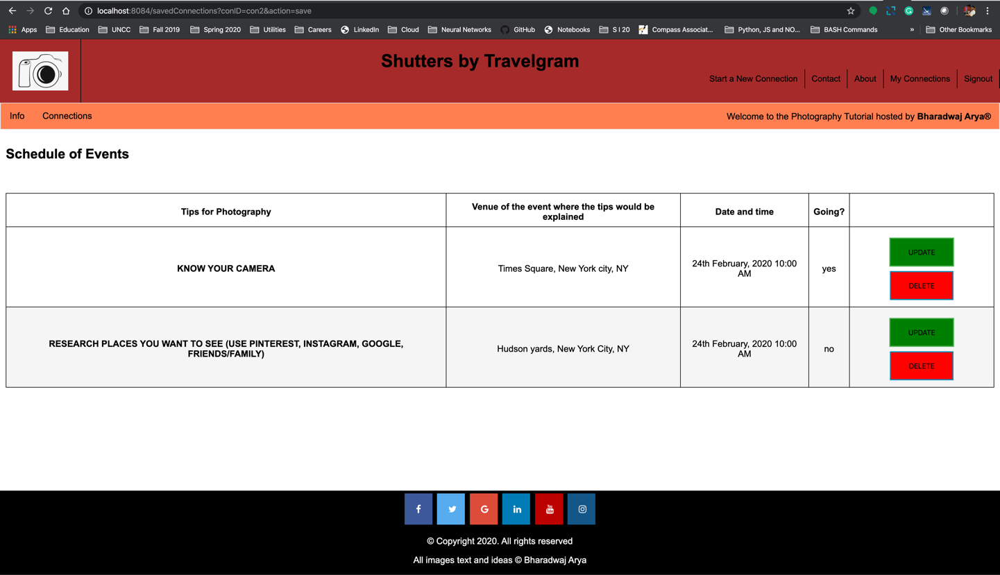 localhost:8084/savedConnections?conID=con2&action=save
Apps Education UNCC Fall 2019 Spring 2020 Utilities Careers LinkedIn Cloud Neural Networks GitHub Notebooks S I 20 Compass Associat... Python, JS and NO... BASH Commands » Other Bookmarks
Shutters by Travelgram
Start a New Connection Contact About My Connections Signout
Info Connections Welcome to the Photography Tutorial hosted by Bharadwaj Arya®
Schedule of Events
Tips for Photography
Venue of the event where the tips would be
explained
Date and time
Going?
KNOW YOUR CAMERA
Times Square, New York city, NY
24th February, 2020 10:00
AM
yes
UPDATE
DELETE
RESEARCH PLACES YOU WANT TO SEE (USE PINTEREST, INSTAGRAM, GOOGLE,
FRIENDS/FAMILY)
Hudson yards, New York City, NY
24th February, 2020 10:00
AM
no
UPDATE
DELETE
© Copyright 2020. All rights reserved
All images text and ideas © Bharadwaj Arya